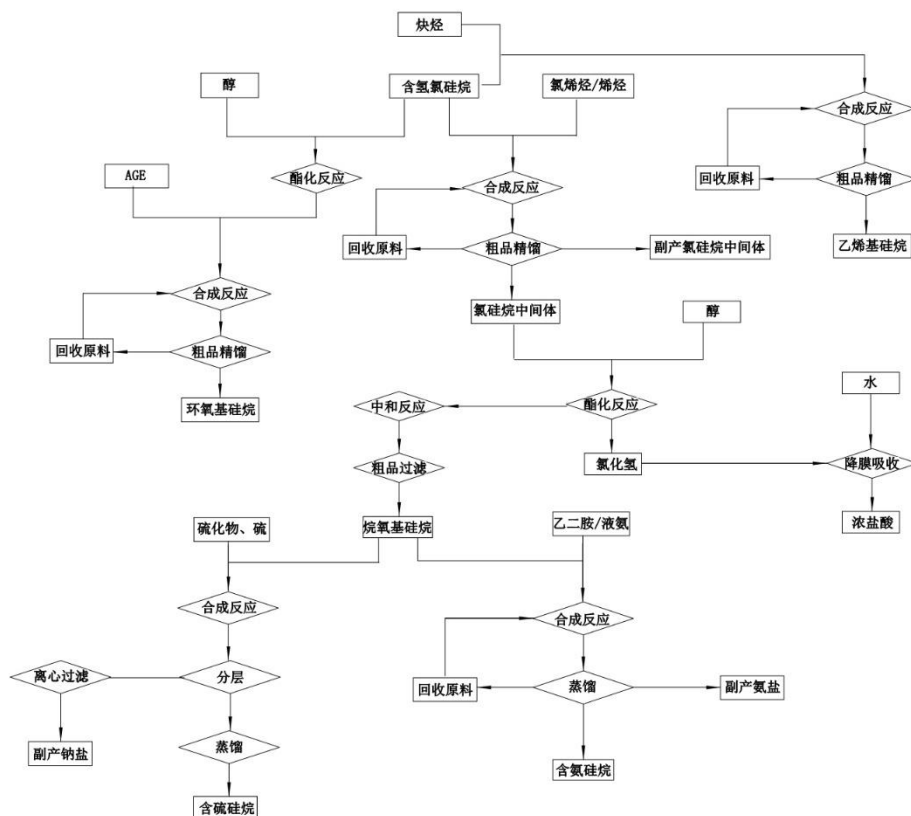 炔烃
醇
含氢氯硅烷
氯烯烃/烯烃
合成反应
AGE
酯化反应
合成反应
回收原料
粗品精馏
回收原料
粗品精馏
副产氯硅烷中间体
乙烯基硅烷
合成反应
氯硅烷中间体
醇
回收原料
粗品精馏
水
环氧基硅烷
中和反应
酯化反应
粗品过滤
氯化氢
降膜吸收
硫化物、硫
烷氧基硅烷
乙二胺/液氨
浓盐酸
合成反应
合成反应
离心过滤
分层
回收原料
蒸馏
副产氨盐
副产钠盐
蒸馏
含氨硅烷
含硫硅烷